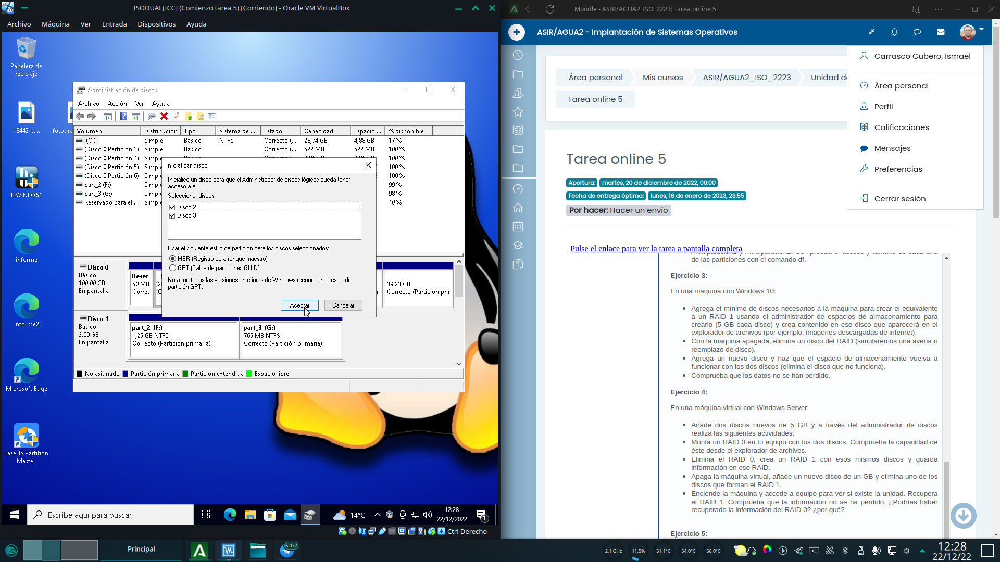 ISODUAL[ICC] (Comienzo tarea 5) [Corriendo] - Oracle VM VirtualBox
Archivo Máquina Ver Entrada Dispositivos Ayuda
Papelera de
reciclaje
18443-tux
fotogra
HWiNFO64
informe
informe2
Microsoft Edge
EaseUS Partition
Master
Administración de discos
Archivo Acción Ver Ayuda
Volumen Distribución Tipo Sistema de ... Estado Capacidad Espacio ... % disponible
(C:) Simple Básico NTFS Correcto (... 28,74 GB 4,88 GB 17 %
(Disco 0 Partición 3) Simple Básico Correcto (... 522 MB 522 MB 100 %
(Disco 0 Partición 4) Simple 100 %
(Disco 0 Partición 5) Simple 100 %
(Disco 0 Partición 6) Simple 100 %
part_2 (F:) Simple 99 %
part_3 (G:) Simple 98 %
Reservado para el ... Simple 40 %
Inicializar disco
Inicialice un disco para que el Administrador de discos lógicos pueda tener
acceso a él.
Seleccionar discos:
Disco 2
Disco 3
Usar el siguiente estilo de partición para los discos seleccionados:
MBR (Registro de arranque maestro)
GPT (Tabla de particiones GUID)
Nota: no todas las versiones anteriores de Windows reconocen el estilo de
partición GPT.
Aceptar Cancelar
Disco 0
Básico
100,00 GB
En pantalla
Reser
50 MB
Correc
39,23 GB
Correcto (Partición prir
Disco 1
Básico
2,00 GB
En pantalla
part_2 (F:)
1,25 GB NTFS
Correcto (Partición primaria)
part_3 (G:)
765 MB NTFS
Correcto (Partición primaria)
No asignado Partición primaria Partición extendida Espacio libre
Escribe aquí para buscar
14°C
12:28
22/12/2022
1
Ctrl Derecho
Moodle - ASIR/AGUA2_ISO_2223: Tarea online 5
ASIR/AGUA2 - Implantación de Sistemas Operativos
Carrasco Cubero, Ismael
Área personal
Perfil
Calificaciones
Mensajes
Preferencias
Cerrar sesión
Área personal Mis cursos ASIR/AGUA2_ISO_2223 Unidad de
Tarea online 5
Tarea online 5
Apertura: martes, 20 de diciembre de 2022, 00:00
Fecha de entrega óptima: lunes, 16 de enero de 2023, 23:55
Por hacer: Hacer un envío
Pulse el enlace para ver la tarea a pantalla completa
de las particiones con el comando df.
Ejercicio 3:
En una máquina con Windows 10:
Agrega el mínimo de discos necesarios a la máquina para crear el equivalente
a un RAID 1 usando el administrador de espacios de almacenamiento para
crearlo (5 GB cada disco) y crea contenido en ese disco que aparecerá en el
explorador de archivos (por ejemplo, imágenes descargadas de internet).
Con la máquina apagada, elimina un disco del RAID (simularemos una avería o
reemplazo de disco).
Agrega un nuevo disco y haz que el espacio de almacenamiento vuelva a
funcionar con los dos discos (elimina el disco que no funciona).
Comprueba que los datos no se han perdido.
Ejercicio 4:
En una máquina virtual con Windows Server:
Añade dos discos nuevos de 5 GB y a través del administrador de discos
realiza las siguientes actividades:
Monta un RAID 0 en tu equipo con los dos discos. Comprueba la capacidad de
éste desde el explorador de archivos.
Elimina el RAID 0, crea un RAID 1 con esos mismos discos y guarda
información en ese RAID.
Apaga la máquina virtual, añade un nuevo disco de un GB y elimina uno de los
discos que forman el RAID 1.
Enciende la máquina y accede a equipo para ver si existe la unidad. Recupera
el RAID 1. Comprueba que la información no se ha perdido. ¿Podrías haber
recuperado la información del RAID 0? ¿por qué?
Ejercicio 5:
Principal
6.077
2,1 GHz 11,5% 51,1°C 54,0°C 56,0°C
12:28
22/12/22